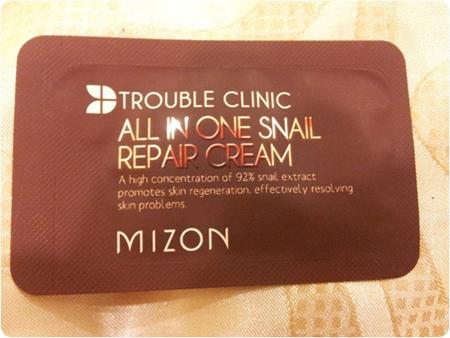 TROUBLE CLINIC
ALL IN ONE SNAIL
REPAIR CREAM
A high concentration of 92% snail extract
promotes skin regeneration, effectively resolving
skin problems.
MIZON